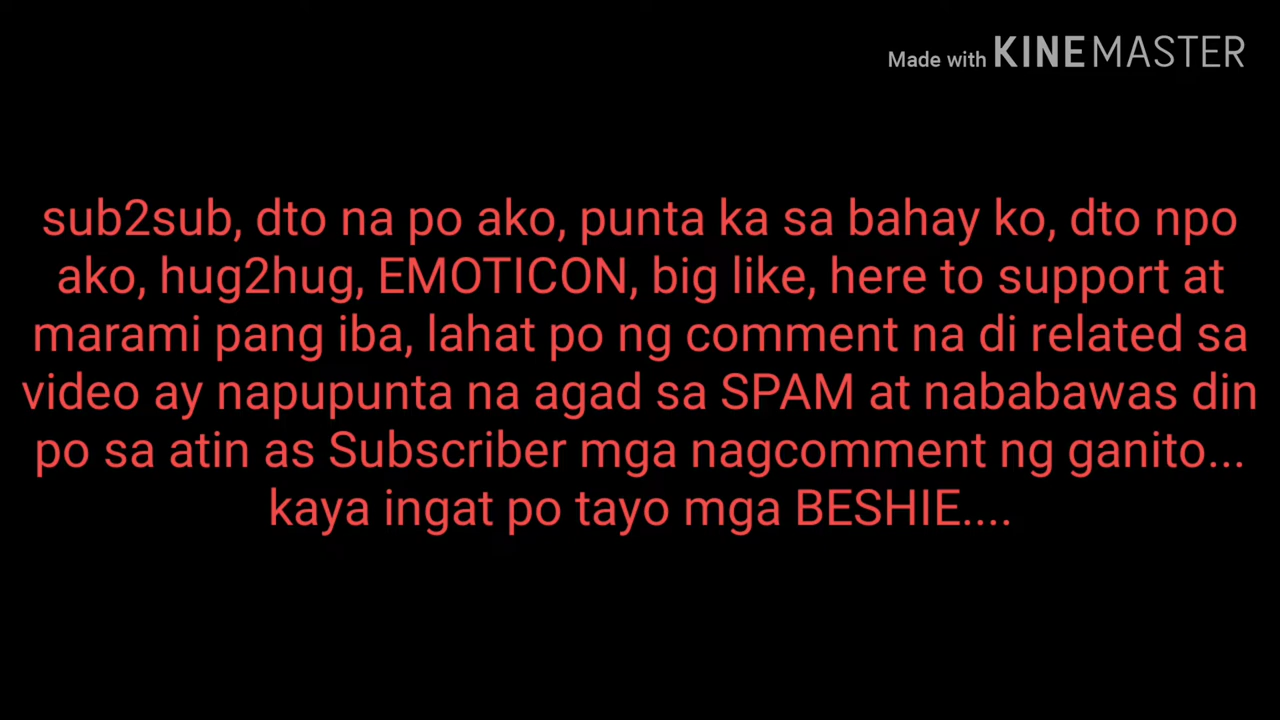 Made with KINEMASTER
sub2sub, dto na po ako, punta ka sa bahay ko, dto npo
ako, hug2hug, EMOTICON, big like, here to support at
marami pang iba, lahat po ng comment na di related sa
video ay napupunta na agad sa SPAM at nababawas din
po sa atin as Subscriber mga nagcomment ng ganito...
kaya ingat po tayo mga BESHIE....